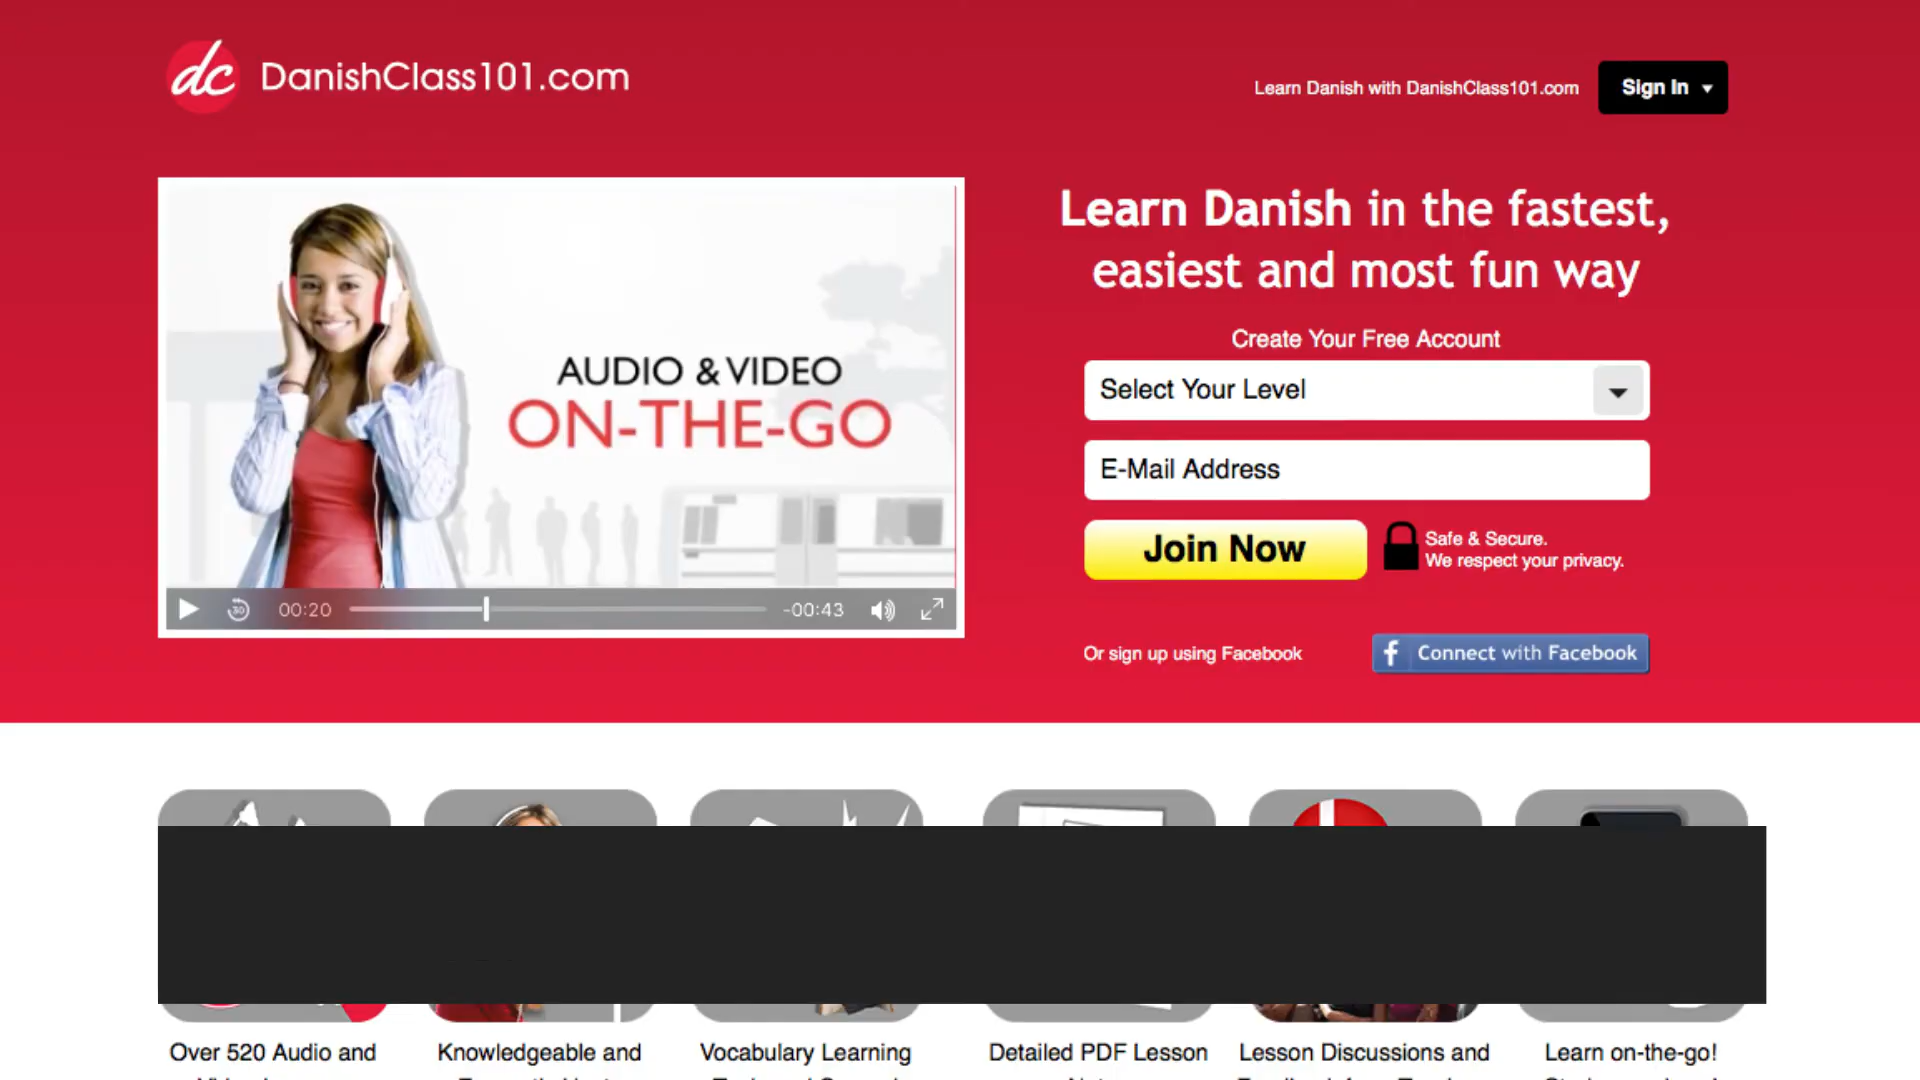 dc DanishClass101.com
Learn Danish with DanishClass101.com
Sign In
Learn Danish in the fastest,
easiest and most fun way
AUDIO & VIDEO
ON-THE-GO
Create Your Free Account
Select Your Level
E-Mail Address
Join Now
Safe & Secure.
We respect your privacy.
30
00:20
-00:43
Or sign up using Facebook
f Connect with Facebook
Over 520 Audio and
Knowledgeable and
Vocabulary Learning
Detailed PDF Lesson
Lesson Discussions and
Learn on-the-go!